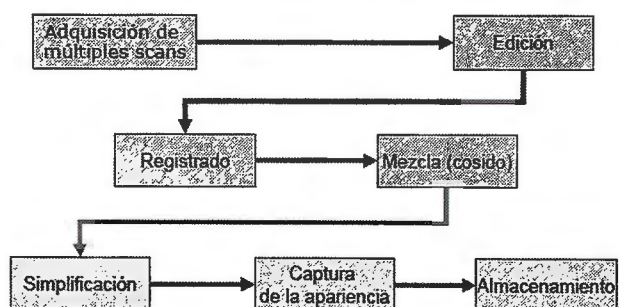 Adquisición de
múltiples scans
Edición
Registrado
Mezcla (cosido)
Simplificación
Captura
de la apariencia
Almacenamiento